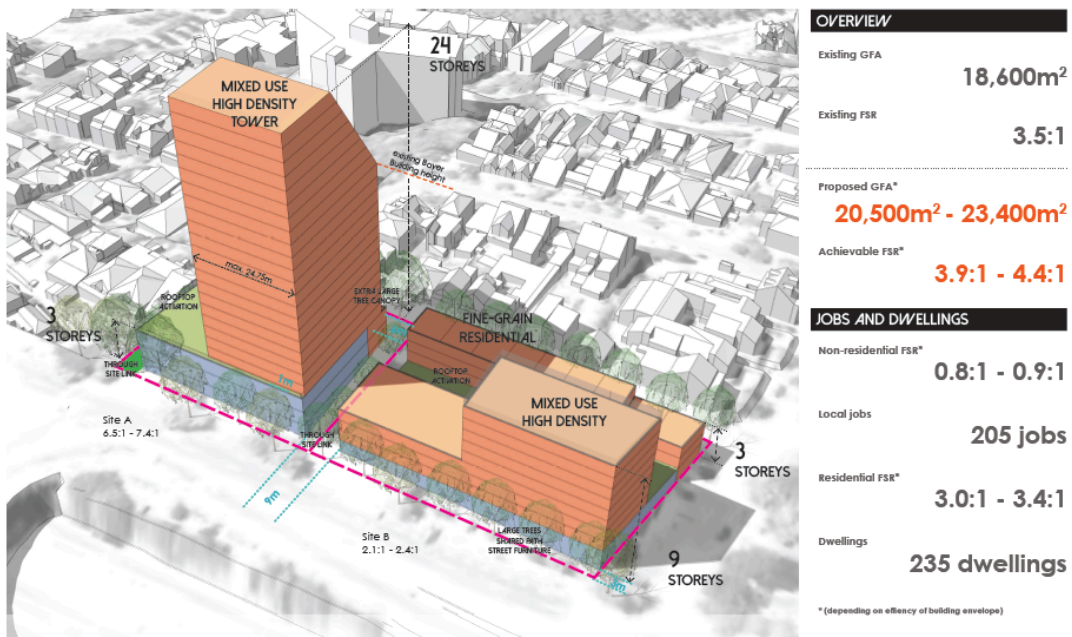 24
STOREYS
MIXED USE
HIGH DENSITY
TOWER
existing Bayer
Building height
max. 24.75m
ROOFTOP
ACTIVATION
EXTRA LARGE
TREE CANOPY
3
STOREYS
FINE-GRAIN
RESIDENTIAL
THROUGH
SITE LINK
ROOFTOP
ACTIVATION
1m
MIXED USE
HIGH DENSITY
Site A
6.5:1 - 7.4:1
THROUGH
SITE LINK
3
STOREYS
9m
LARGE TREES
SHARED PATH
STREET FURNITURE
Site B
2.1:1 - 2.4:1
9
STOREYS
OVERVIEW
Existing GFA
18,600m²
Existing FSR
3.5:1
Proposed GFA*
20,500m² - 23,400m²
Achievable FSR*
3.9:1 - 4.4:1
JOBS AND DWELLINGS
Non-residential FSR*
0.8:1 - 0.9:1
Local jobs
205 jobs
Residential FSR*
3.0:1 - 3.4:1
Dwellings
235 dwellings
* (depending on effiency of building envelope)